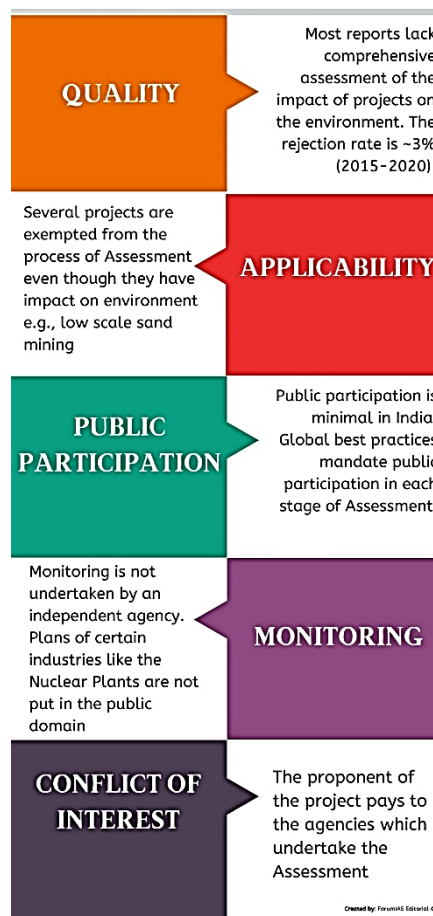 QUALITY
Most reports lack
comprehensive
assessment of the
impact of projects on
the environment. The
rejection rate is ~3%
(2015-2020)
Several projects are
exempted from the
process of Assessment
even though they have
impact on environment
e.g., low scale sand
mining
APPLICABILITY
PUBLIC
PARTICIPATION
Public participation is
minimal in India
Global best practices
mandate public
participation in each
stage of Assessment
Monitoring is not
undertaken by an
independent agency.
Plans of certain
industries like the
Nuclear Plants are not
put in the public
domain
MONITORING
CONFLICT OF
INTEREST
The proponent of
the project pays to
the agencies which
undertake the
Assessment
Created by: ForumIAS Editorial ©